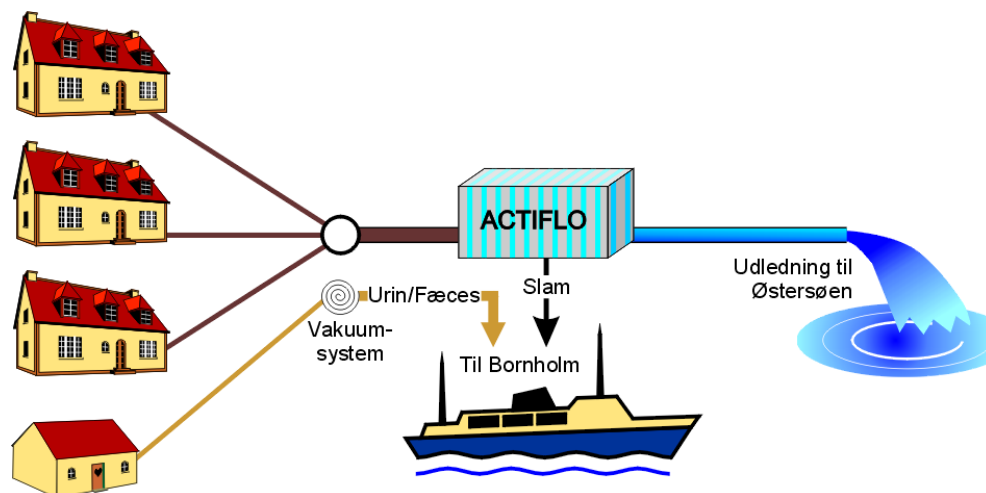 ACTIFLO
Udledning til
Østersøen
Urin/Fæces
Slam
Vakuum-
system
Til Bornholm